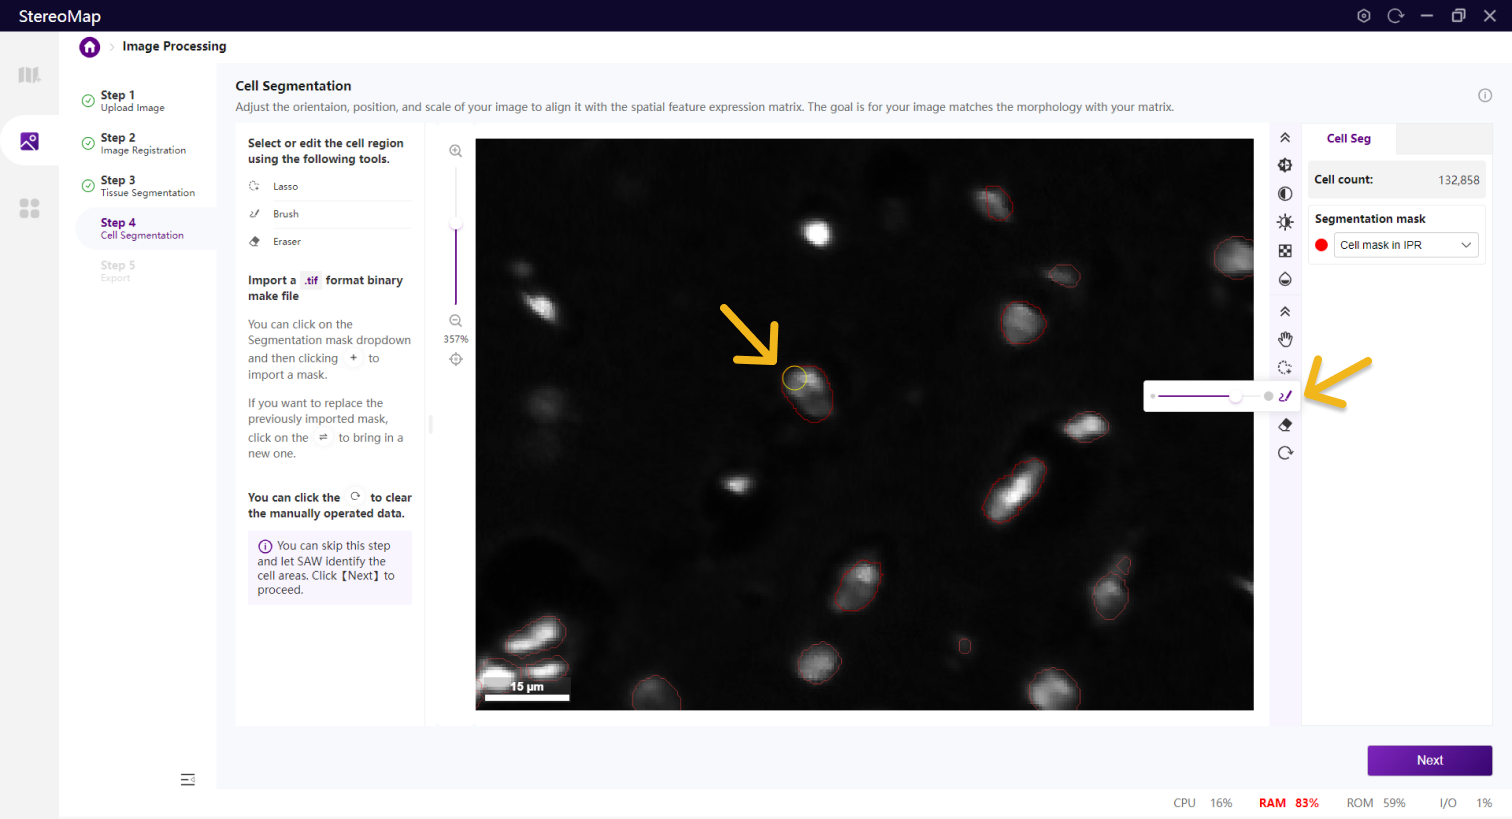 StereoMap
Image Processing
Step 1
Upload Image
Step 2
Image Registration
Step 3
Tissue Segmentation
Step 4
Cell Segmentation
Step 5
Export
Cell Segmentation
Adjust the orientaion, position, and scale of your image to align it with the spatial feature expression matrix. The goal is for your image matches the morphology with your matrix.
Select or edit the cell region
using the following tools.
Lasso
Brush
Eraser
Import a .tif format binary
make file
You can click on the
Segmentation mask dropdown
and then clicking + to
import a mask.
If you want to replace the
previously imported mask,
click on the ⇌ to bring in a
new one.
You can click the ⟳ to clear
the manually operated data.
You can skip this step
and let SAW identify the
cell areas. Click【Next】to
proceed.
357%
15 μm
Cell Seg
Cell count: 132,858
Segmentation mask
Cell mask in IPR
Next
CPU 16% RAM 83% ROM 59% I/O 1%